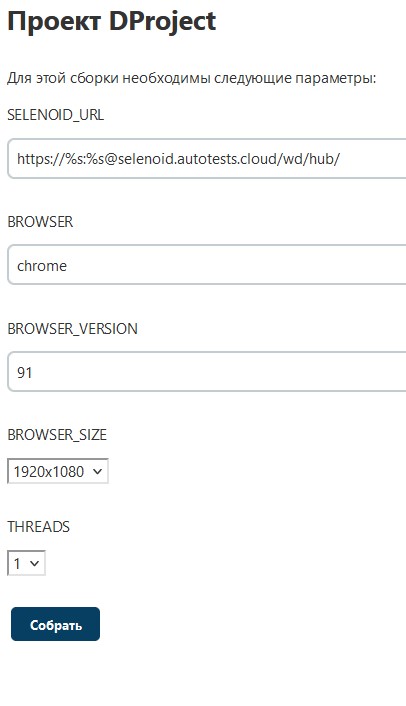 Проект DProject
Для этой сборки необходимы следующие параметры:
SELENOID_URL
https://%s:%s@selenoid.autotests.cloud/wd/hub/
BROWSER
chrome
BROWSER_VERSION
91
BROWSER_SIZE
1920x1080
THREADS
1
Собрать